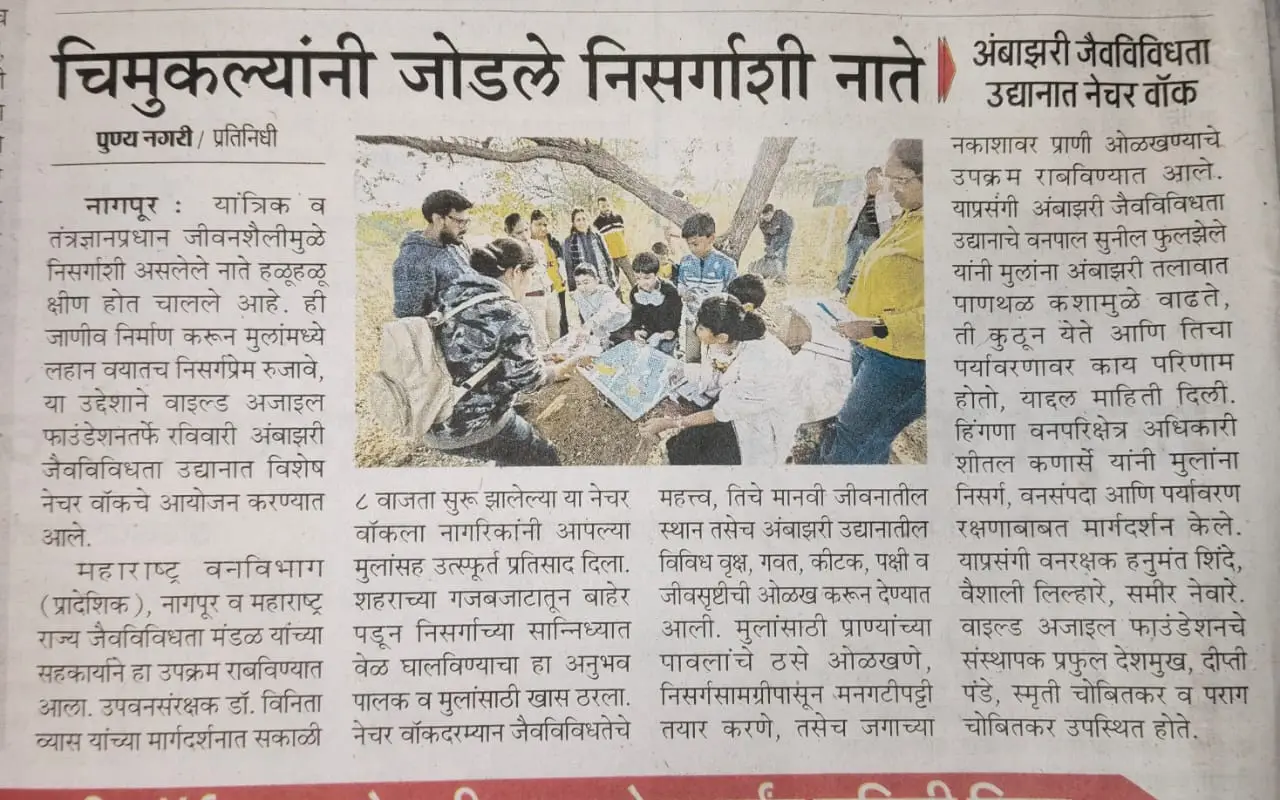 चिमुकल्यांनी जोडले निसर्गाशी नाते
अंबाझरी जैवविविधता
उद्यानात नेचर वॉक
पुण्य नगरी / प्रतिनिधी
नागपूर : यांत्रिक व
तंत्रज्ञानप्रधान जीवनशैलीमुळे
निसर्गाशी असलेले नाते हळूहळू
क्षीण होत चालले आहे. ही
जाणीव निर्माण करून मुलांमध्ये
लहान वयातच निसर्गप्रेम रुजावे,
या उद्देशाने वाइल्ड अजाइल
फाउंडेशनतर्फे रविवारी अंबाझरी
जैवविविधता उद्यानात विशेष
नेचर वॉकचे आयोजन करण्यात
आले.
महाराष्ट्र वनविभाग
(प्रादेशिक), नागपूर व महाराष्ट्र
राज्य जैवविविधता मंडळ यांच्या
सहकार्याने हा उपक्रम राबविण्यात
आला. उपवनसंरक्षक डॉ. विनिता
व्यास यांच्या मार्गदर्शनात सकाळी
८ वाजता सुरू झालेल्या या नेचर
वॉकला नागरिकांनी आपल्या
मुलांसह उत्स्फूर्त प्रतिसाद दिला.
शहराच्या गजबजाटातून बाहेर
पडून निसर्गाच्या सान्निध्यात
वेळ घालविण्याचा हा अनुभव
पालक व मुलांसाठी खास ठरला.
नेचर वॉकदरम्यान जैवविविधतेचे
महत्त्व, तिचे मानवी जीवनातील
स्थान तसेच अंबाझरी उद्यानातील
विविध वृक्ष, गवत, कीटक, पक्षी व
जीवसृष्टीची ओळख करून देण्यात
आली. मुलांसाठी प्राण्यांच्या
पावलांचे ठसे ओळखणे,
निसर्गसामग्रीपासून मनगटीपट्टी
तयार करणे, तसेच जगाच्या
नकाशावर प्राणी ओळखण्याचे
उपक्रम राबविण्यात आले.
याप्रसंगी अंबाझरी जैवविविधता
उद्यानाचे वनपाल सुनील फुलझेले
यांनी मुलांना अंबाझरी तलावात
पाणथळ कशामुळे वाढते,
ती कुठून येते आणि तिचा
पर्यावरणावर काय परिणाम
होतो, याद्दल माहिती दिली.
हिंगणा वनपरिक्षेत्र अधिकारी
शीतल कणार्से यांनी मुलांना
निसर्ग, वनसंपदा आणि पर्यावरण
रक्षणाबाबत मार्गदर्शन केले.
याप्रसंगी वनरक्षक हनुमंत शिंदे,
वैशाली लिल्हारे, समीर नेवारे.
वाइल्ड अजाइल फाउंडेशनचे
संस्थापक प्रफुल देशमुख, दीप्ती
पंडे, स्मृती चोबितकर व पराग
चोबितकर उपस्थित होते.